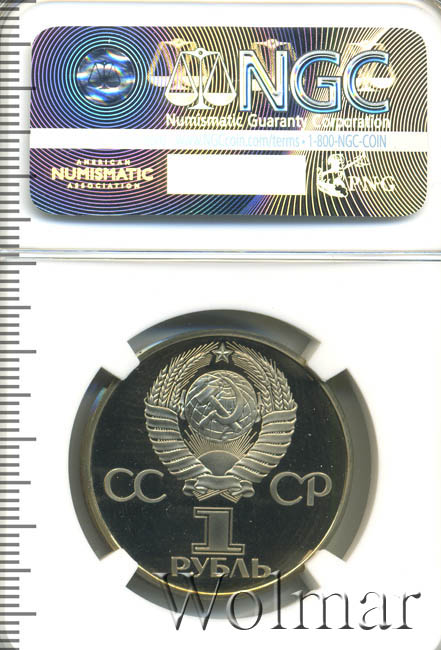 NGC
Numismatic Guaranty Corporation
NGCcoin.com/terms • 1-800-NGC-COIN
AMERICAN
NUMISMATIC
ASSOCIATION
PNG
СС СР
1
РУБЛЬ
Wolmar